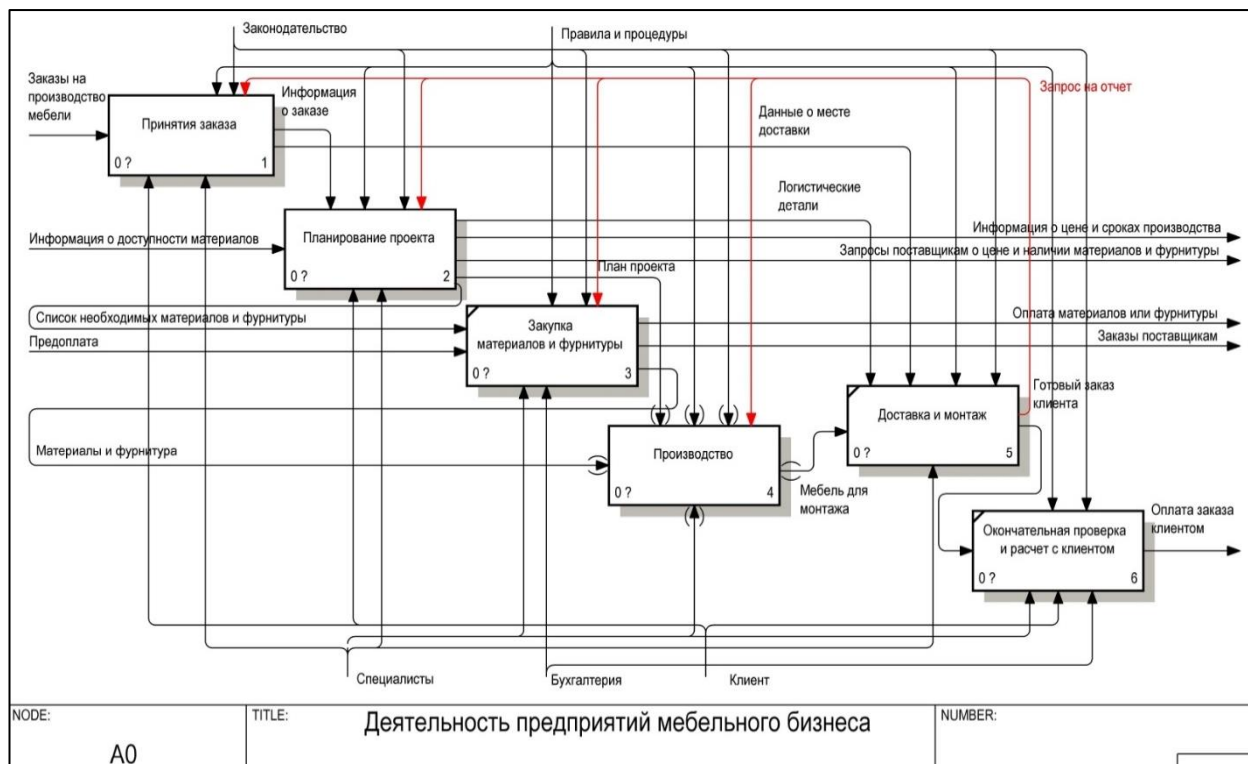 Законодательство
Правила и процедуры
Заказы на
производство
мебели
Информация
о заказе
Данные о месте
доставки
Запрос на отчет
Принятия заказа
0 ?
1
Логистические
детали
Информация о доступности материалов
Планирование проекта
0 ?
2
Информация о цене и сроках производства
Запросы поставщикам о цене и наличии материалов и фурнитуры
План проекта
Список необходимых материалов и фурнитуры
Предоплата
Закупка
материалов и фурнитуры
0 ?
3
Оплата материалов или фурнитуры
Заказы поставщикам
Готовый заказ
клиента
Доставка и монтаж
0 ?
5
Материалы и фурнитура
Производство
0 ?
4
Мебель для
монтажа
Окончательная проверка
и расчет с клиентом
0 ?
6
Оплата заказа
клиентом
Специалисты
Бухгалтерия
Клиент
NODE:
A0
TITLE:
Деятельность предприятий мебельного бизнеса
NUMBER: